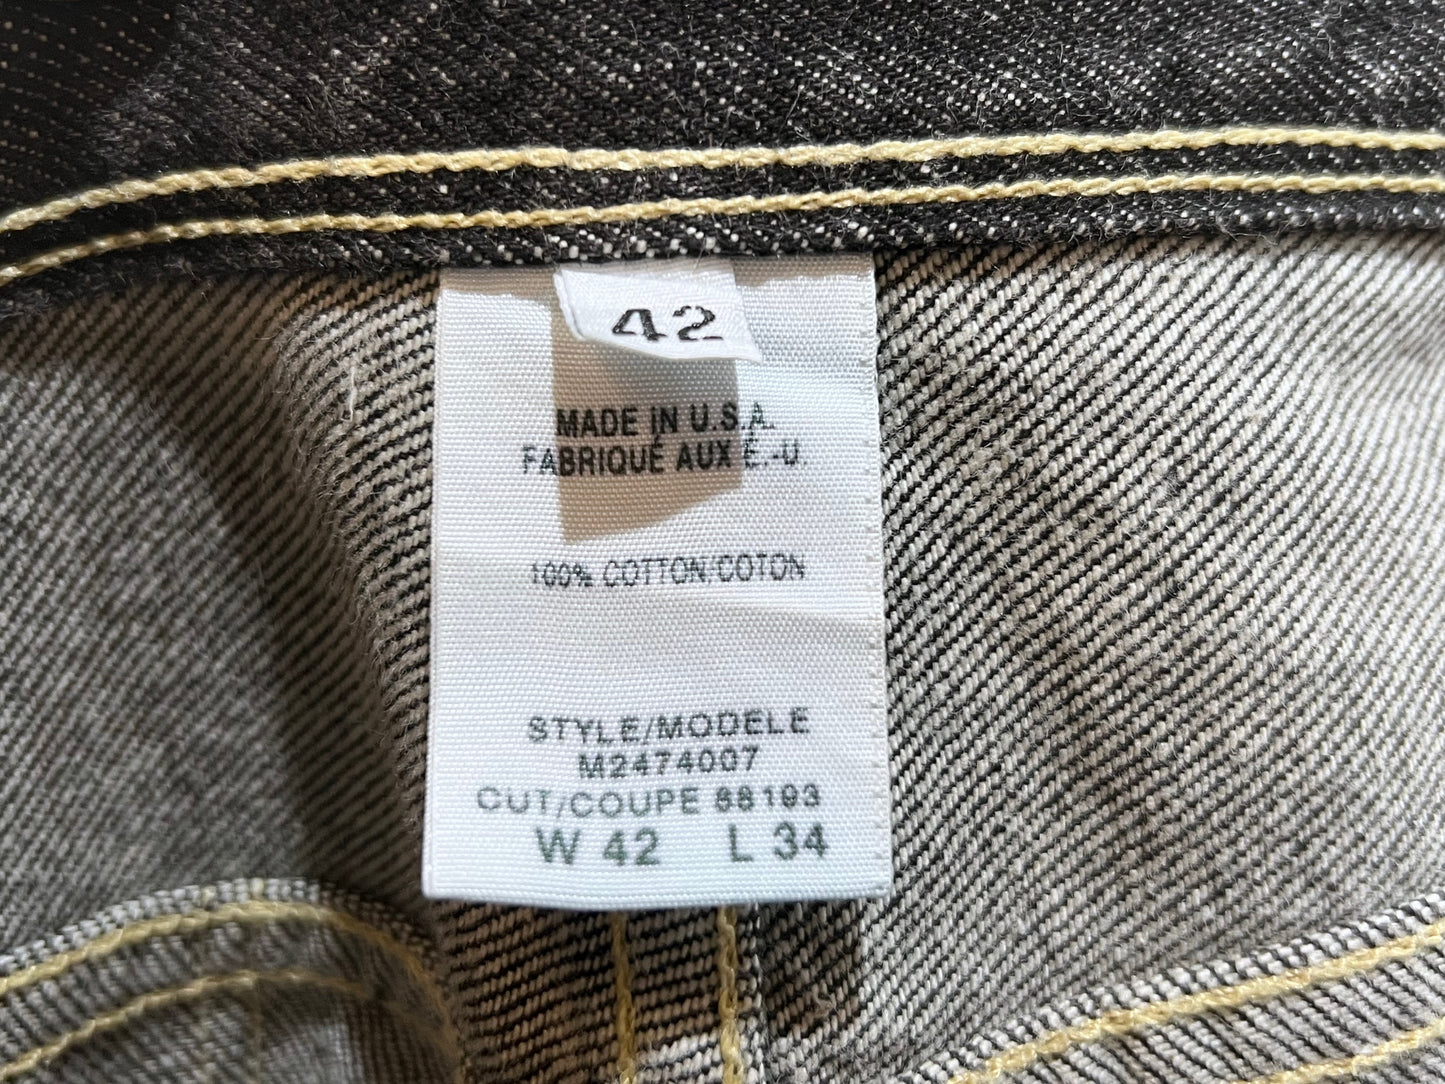 42
MADE IN U.S.A.
FABRIQUÉ AUX É.-U.
100% COTTON/COTON
STYLE/MODELE
M2474007
CUT/COUPE 88193
W 42 L 34